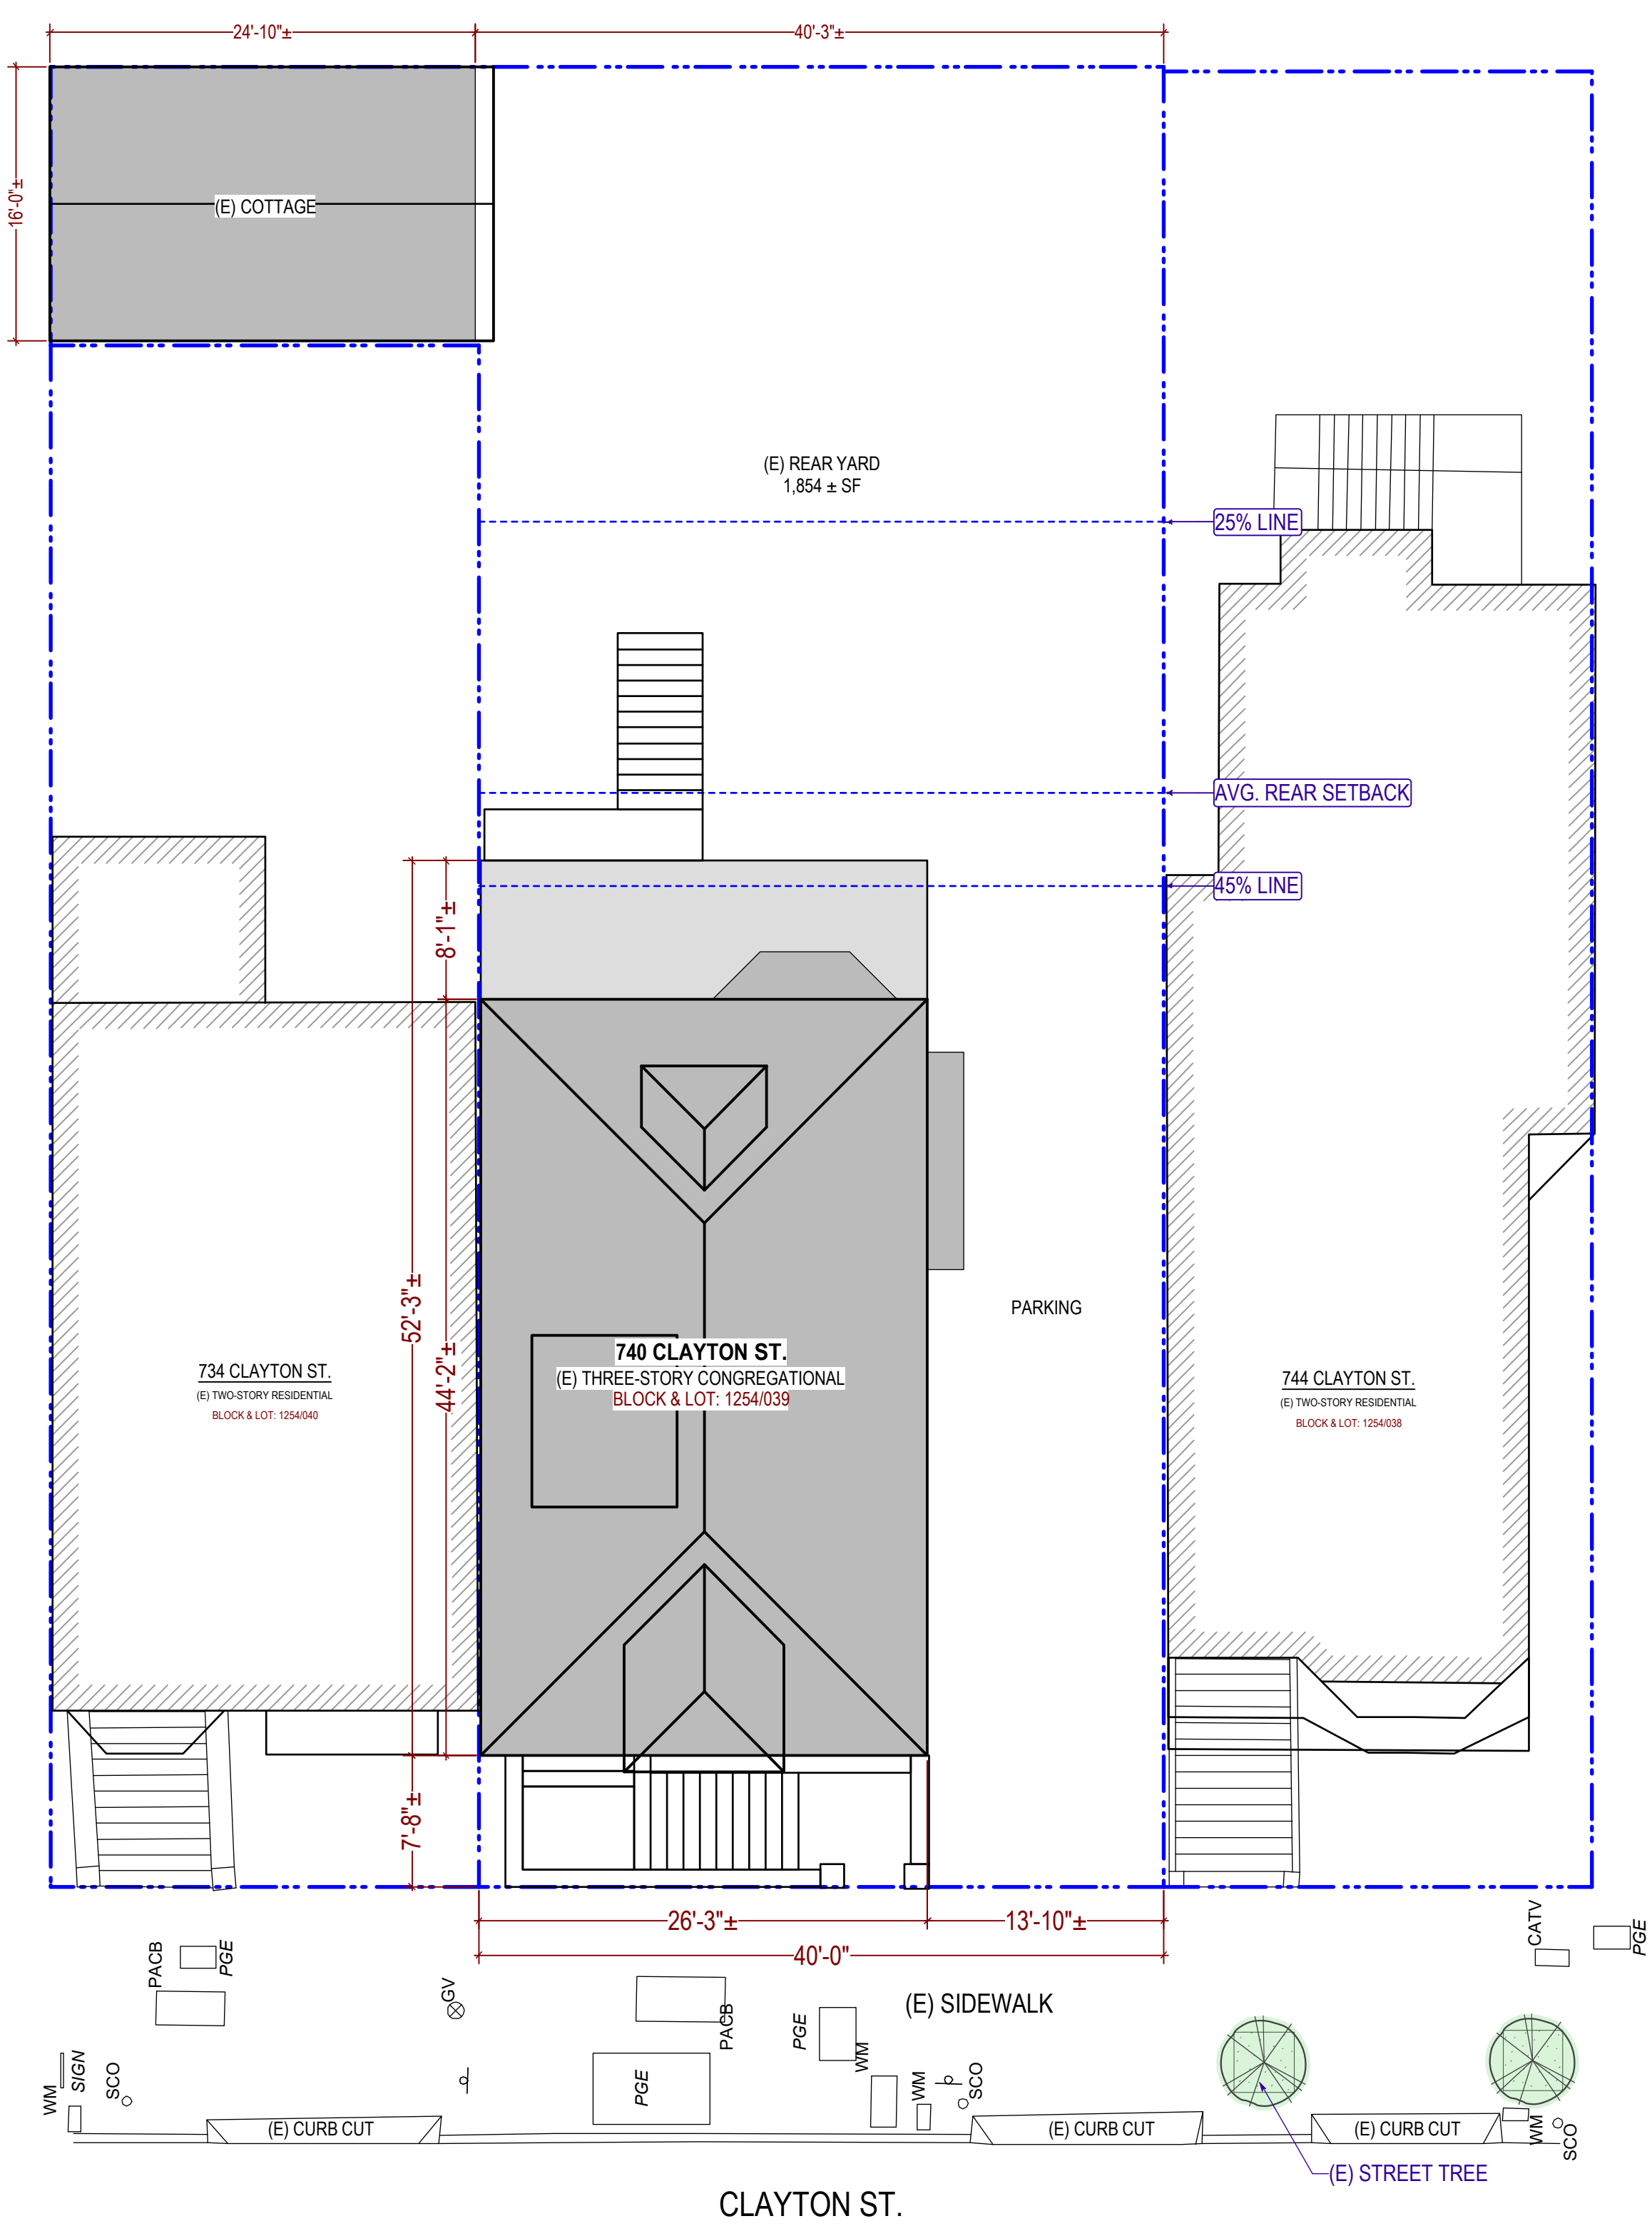 24'-10"±
40'-3"±
16'-0"±
(E) COTTAGE
(E) REAR YARD
1,854 ± SF
25% LINE
AVG. REAR SETBACK
45% LINE
8'-1"±
52'-3"±
44'-2"±
PARKING
740 CLAYTON ST.
(E) THREE-STORY CONGREGATIONAL
BLOCK & LOT: 1254/039
734 CLAYTON ST.
(E) TWO-STORY RESIDENTIAL
BLOCK & LOT: 1254/040
744 CLAYTON ST.
(E) TWO-STORY RESIDENTIAL
BLOCK & LOT: 1254/038
7'-8"±
26'-3"±
13'-10"±
40'-0"
PACB
PGE
GV
PACB
(E) SIDEWALK
CATV
PGE
WM
SIGN
SCO
PGE
PGE
WM
WM
SCO
WM
SCO
(E) CURB CUT
(E) CURB CUT
(E) CURB CUT
(E) STREET TREE
CLAYTON ST.